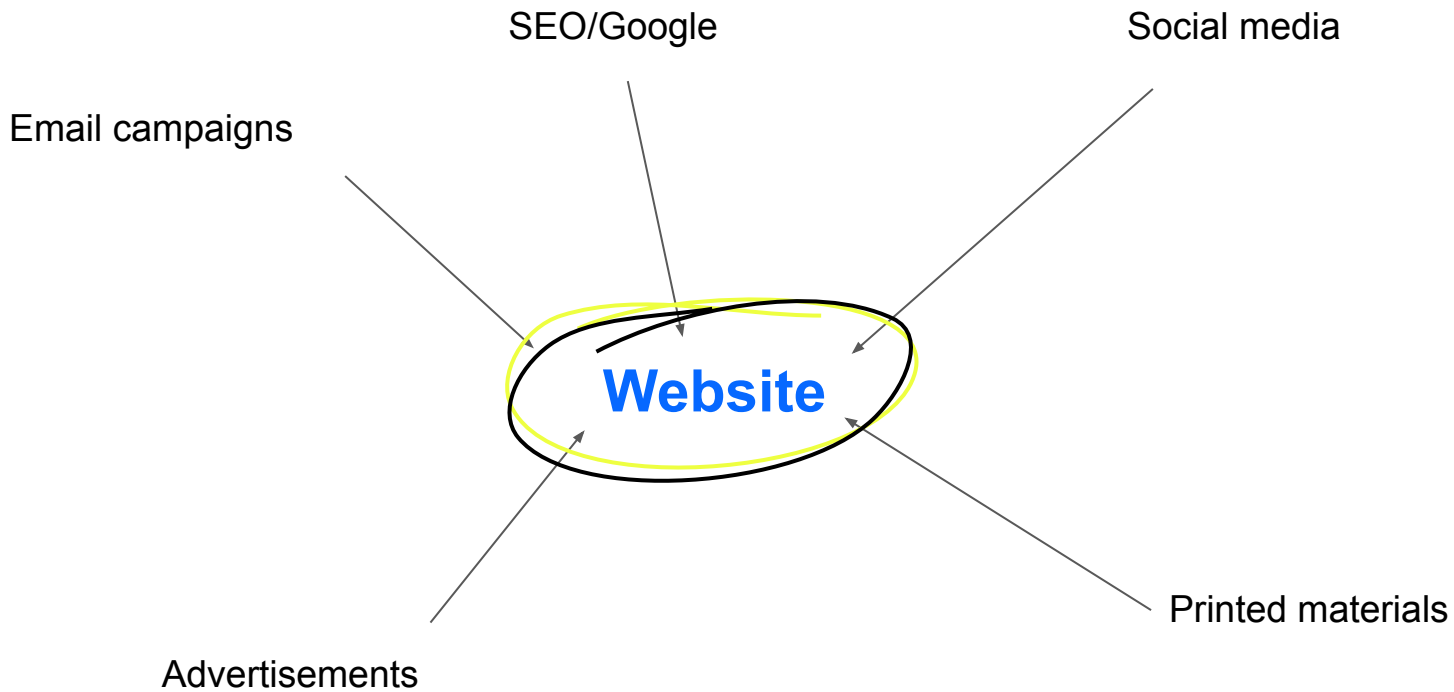 SEO/Google
Social media
Email campaigns
Website
Printed materials
Advertisements